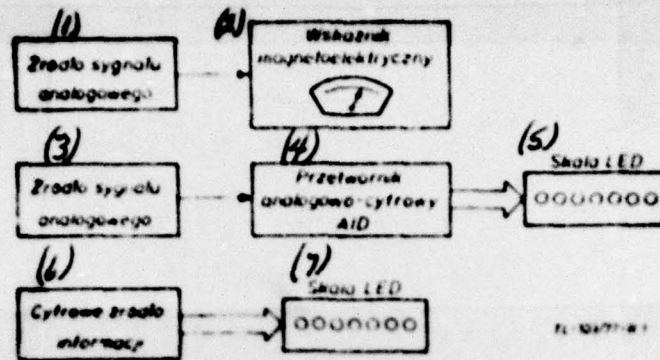 (1)
Źródło sygnału
analogowego
(2)
Wskaźnik
magnetoelektryczny
(3)
Źródło sygnału
analogowego
(4)
Przetwornik
analogowo-cyfrowy
A/D
(5)
Skala LED
(6)
Cyfrowe źródło
informacji
(7)
Skala LED